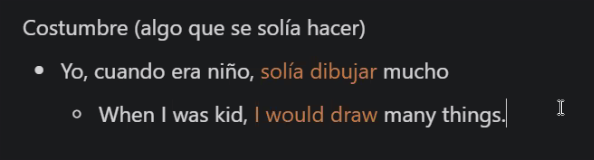 Costumbre (algo que se solía hacer)
Yo, cuando era niño, solía dibujar mucho
When I was kid, I would draw many things.